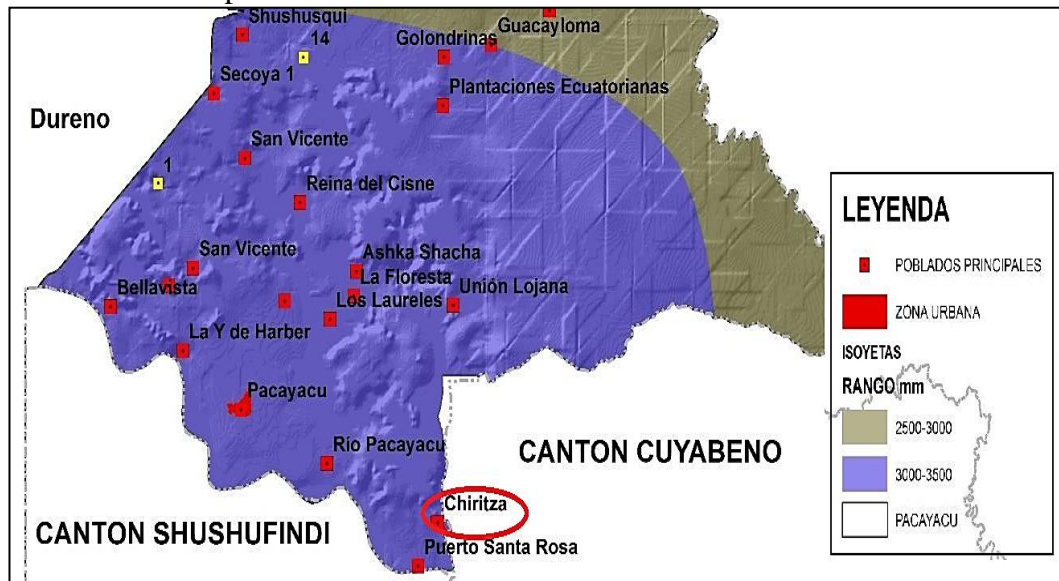 Shushusqui
14
Golondrinas
Guacayloma
Secoya 1
Plantaciones Ecuatorianas
Dureno
San Vicente
1
Reina del Cisne
San Vicente
Ashka Shacha
La Floresta
Bellavista
Los Laureles
Unión Lojana
La Y de Harber
Pacayacu
Río Pacayacu
CANTON CUYABENO
Chiritza
CANTON SHUSHUFINDI
Puerto Santa Rosa
LEYENDA
POBLADOS PRINCIPALES
ZONA URBANA
ISOYETAS
RANGO mm
2500-3000
3000-3500
PACAYACU